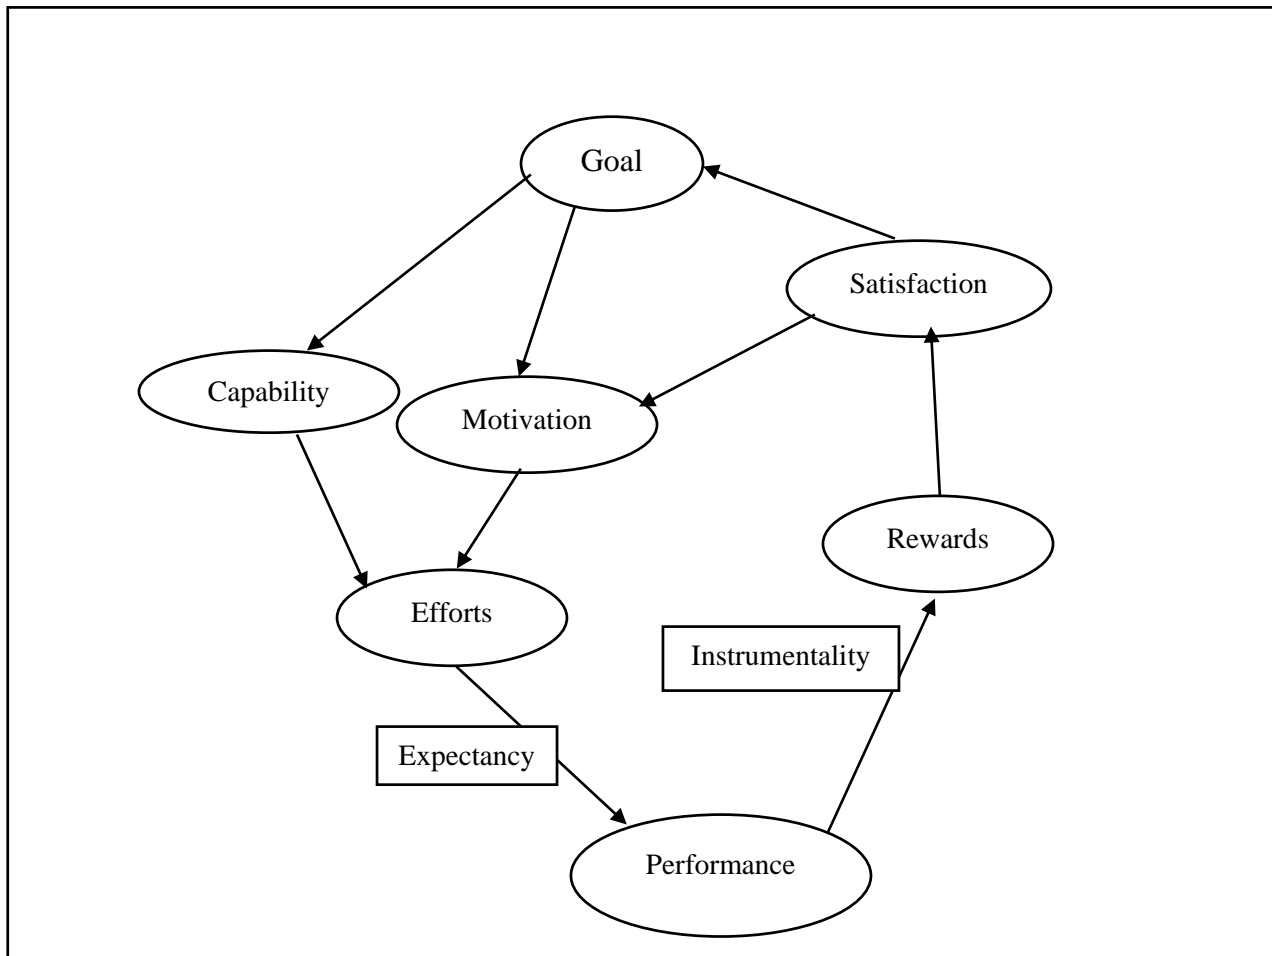 Goal
Satisfaction
Capability
Motivation
Rewards
Efforts
Instrumentality
Expectancy
Performance